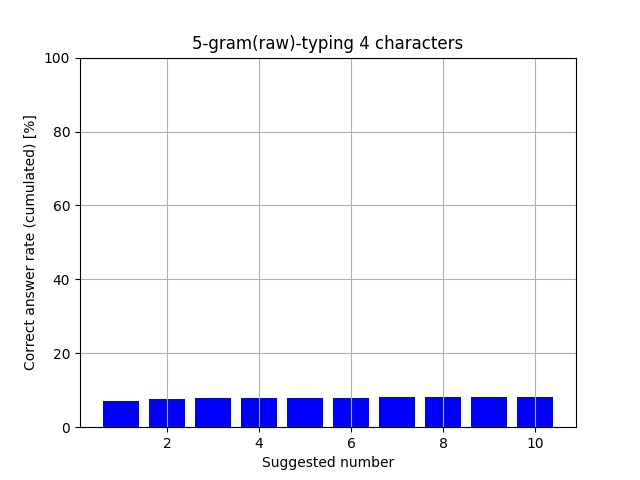 5-gram(raw)-typing 4 characters
100
80
60
40
20
0
Correct answer rate (cumulated) [%]
2 4 6 8 10
Suggested number